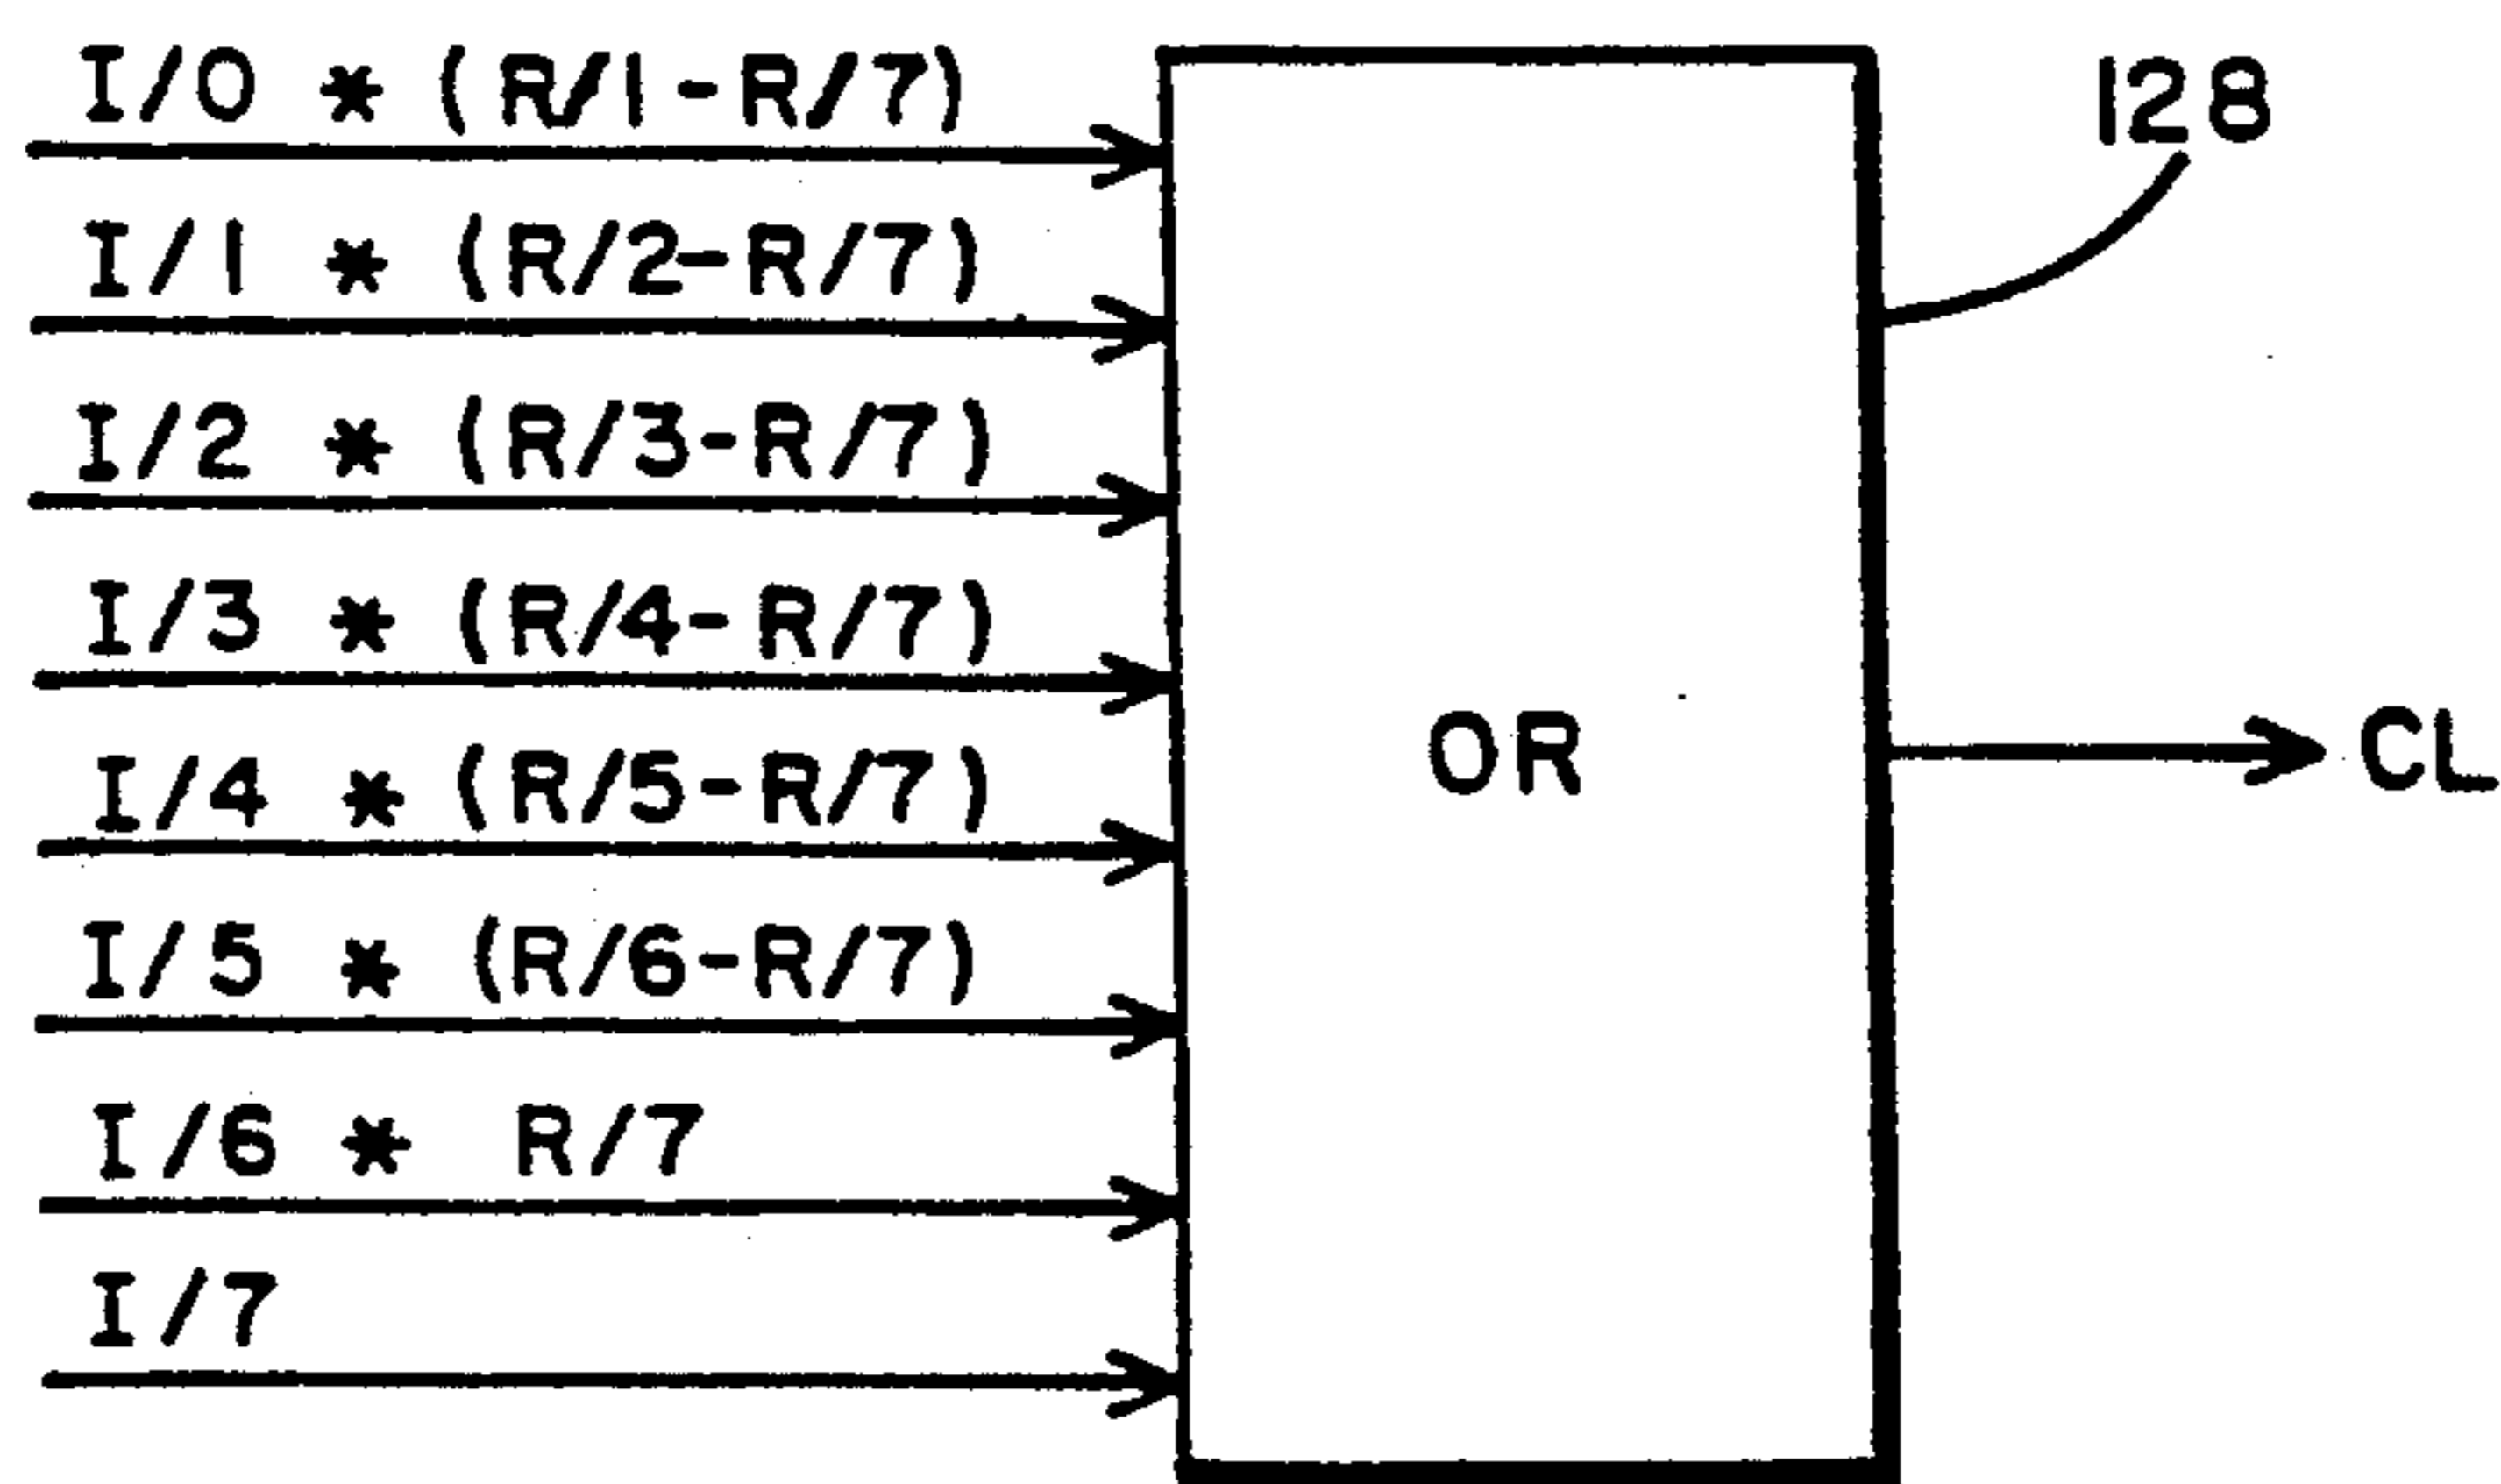 I/0 * (R/1-R/7)
128
I/1 * (R/2-R/7)
I/2 * (R/3-R/7)
I/3 * (R/4-R/7)
OR
CL
I/4 * (R/5-R/7)
I/5 * (R/6-R/7)
I/6 * R/7
I/7